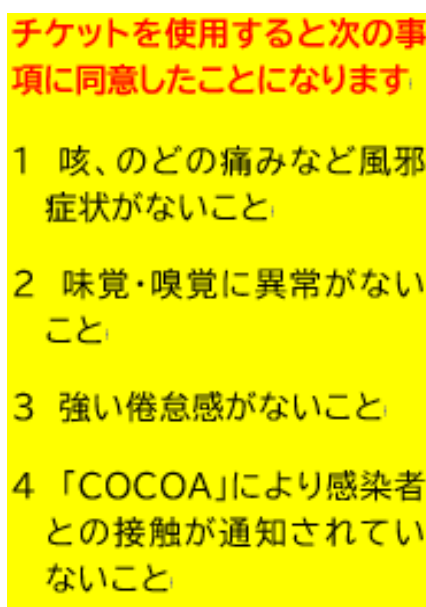 チケットを使用すると次の事
項に同意したことになります
1 咳、のどの痛みなど風邪
症状がないこと
2 味覚・嗅覚に異常がない
こと
3 強い倦怠感がないこと
4 「COCOA」により感染者
との接触が通知されてい
ないこと